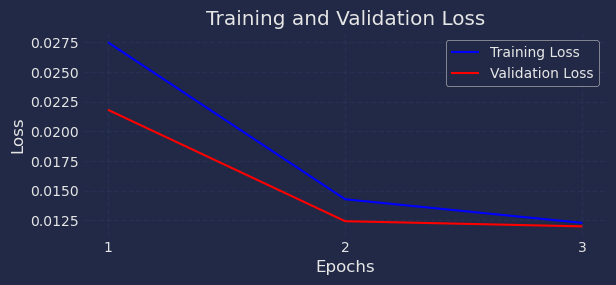 Training and Validation Loss
Training Loss
Validation Loss
Loss
0.0275
0.0250
0.0225
0.0200
0.0175
0.0150
0.0125
1 2 3
Epochs